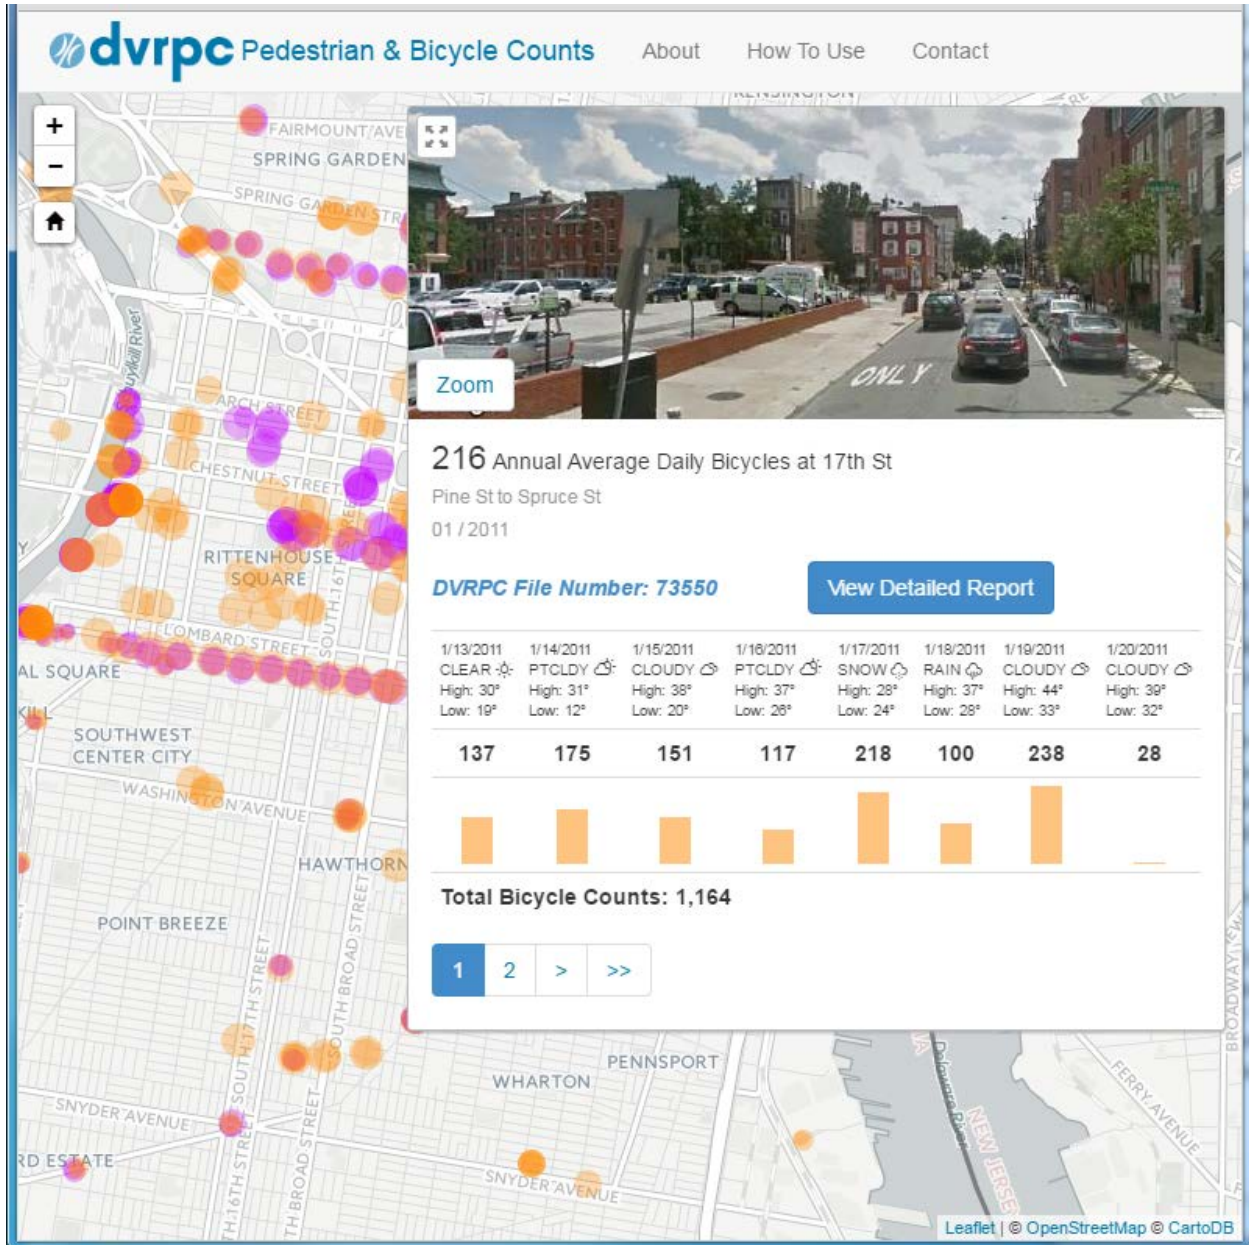 dvrpc Pedestrian & Bicycle Counts About How To Use Contact
+
−
KENSINGTON
FAIRMOUNT AVE
SPRING GARDEN
SPRING GARDEN STR
ARCH STREET
CHESTNUT STREET
RITTENHOUSE
SQUARE
SOUTH 16TH STREET
LOMBARD STREET
AL SQUARE
SOUTHWEST
CENTER CITY
WASHINGTON AVENUE
HAWTHORN
POINT BREEZE
SOUTH 17TH STREET
SOUTH BROAD STREET
SNYDER AVENUE
RD ESTATE
ONLY
Zoom
216 Annual Average Daily Bicycles at 17th St
Pine St to Spruce St
01 / 2011
DVRPC File Number: 73550 View Detailed Report
1/13/2011 1/14/2011 1/15/2011 1/16/2011 1/17/2011 1/18/2011 1/19/2011 1/20/2011
CLEAR PTCLDY CLOUDY PTCLDY SNOW RAIN CLOUDY CLOUDY
High: 30° High: 31° High: 38° High: 37° High: 28° High: 37° High: 44° High: 39°
Low: 19° Low: 12° Low: 20° Low: 26° Low: 24° Low: 28° Low: 33° Low: 32°
137 175 151 117 218 100 238 28
Total Bicycle Counts: 1,164
1 2 > >>
PENNSPORT
WHARTON
SNYDER AVENUE
Delaware River
NEW JERSE
FERRY AVENUE
BROADWAY
Leaflet | © OpenStreetMap © CartoDB